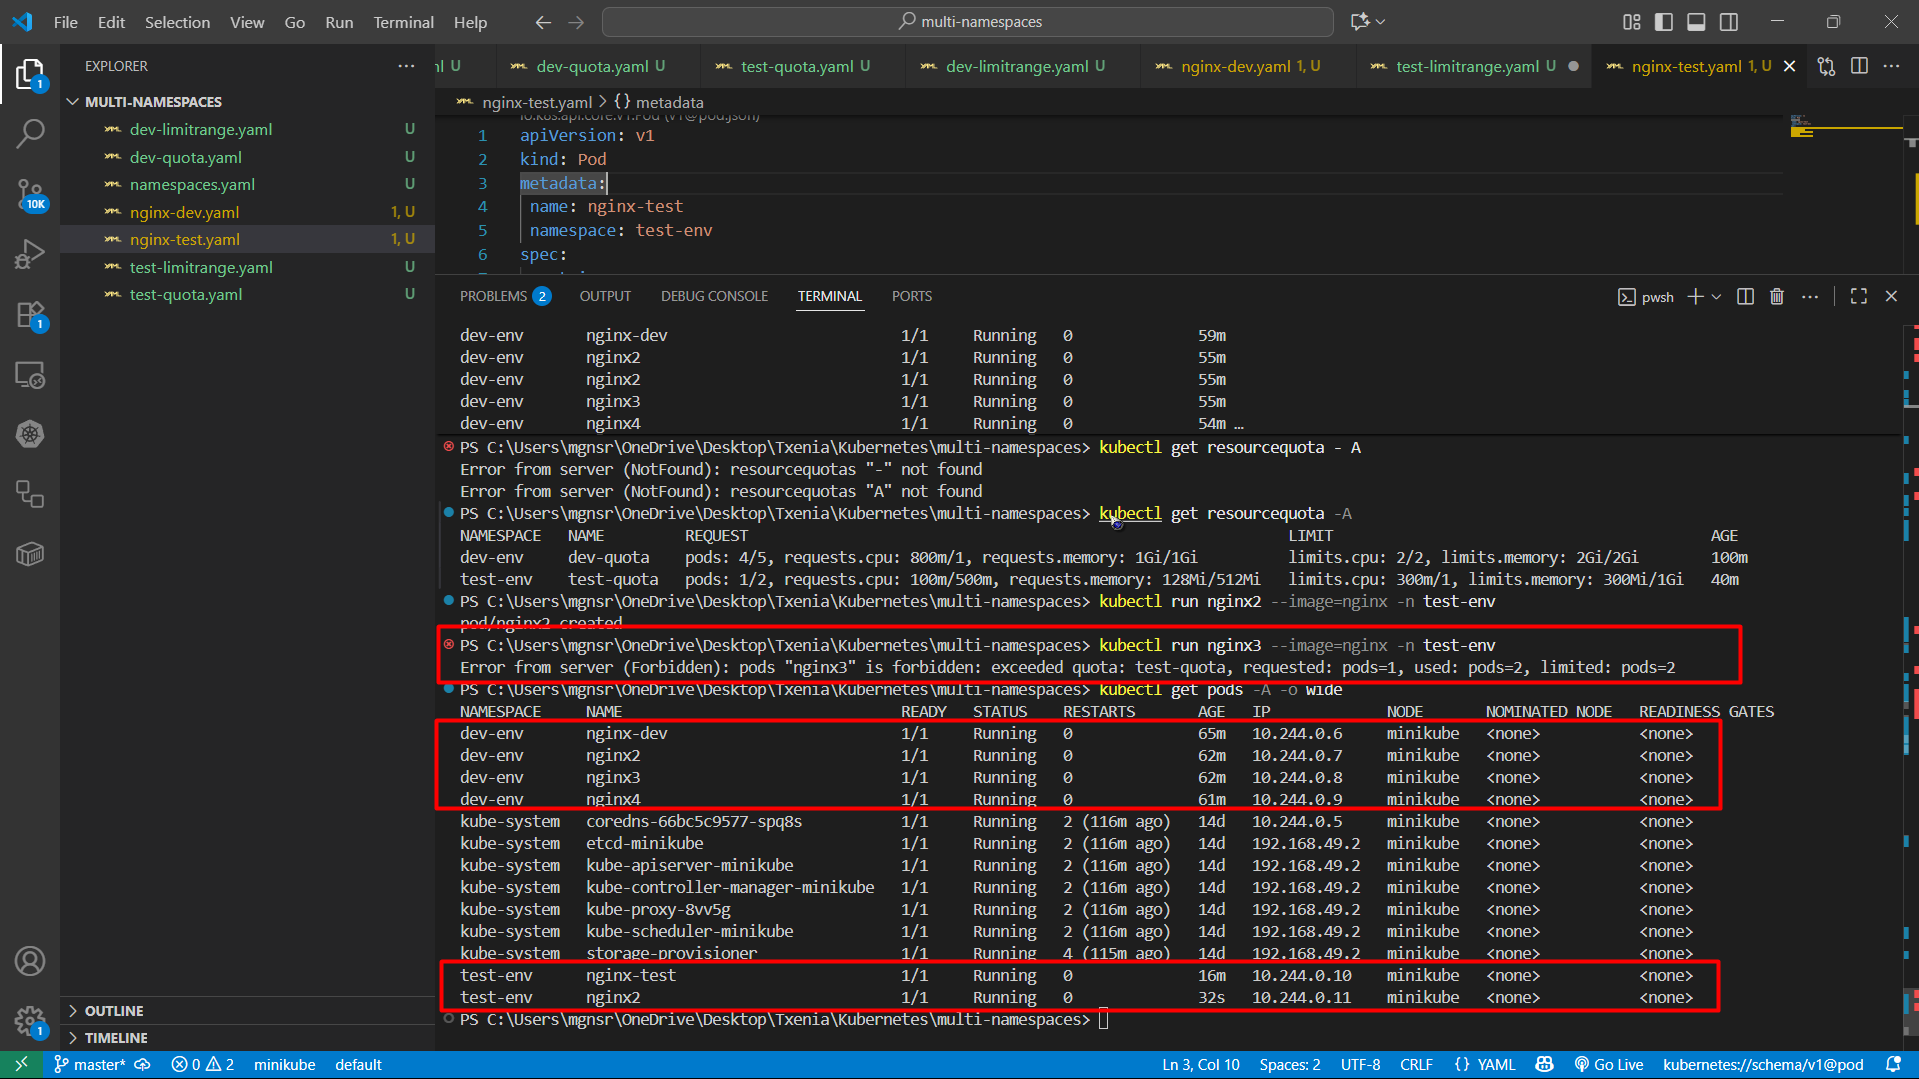 File Edit Selection View Go Run Terminal Help
multi-namespaces
EXPLORER
MULTI-NAMESPACES
dev-limitrange.yaml U
dev-quota.yaml U
namespaces.yaml U
nginx-dev.yaml 1, U
nginx-test.yaml 1, U
test-limitrange.yaml U
test-quota.yaml U
OUTLINE
TIMELINE
1
10K
1
1
U dev-quota.yaml U test-quota.yaml U dev-limitrange.yaml U nginx-dev.yaml 1, U test-limitrange.yaml U nginx-test.yaml 1, U
nginx-test.yaml > {} metadata
io.k8s.api.core.v1.Pod (v1@pod.json)
1 apiVersion: v1
2 kind: Pod
3 metadata:
4 name: nginx-test
5 namespace: test-env
6 spec:
PROBLEMS 2 OUTPUT DEBUG CONSOLE TERMINAL PORTS
pwsh
dev-env nginx-dev 1/1 Running 0 59m
dev-env nginx2 1/1 Running 0 55m
dev-env nginx2 1/1 Running 0 55m
dev-env nginx3 1/1 Running 0 55m
dev-env nginx4 1/1 Running 0 54m …
PS C:\Users\mgnsr\OneDrive\Desktop\Txenia\Kubernetes\multi-namespaces> kubectl get resourcequota - A
Error from server (NotFound): resourcequotas "-" not found
Error from server (NotFound): resourcequotas "A" not found
PS C:\Users\mgnsr\OneDrive\Desktop\Txenia\Kubernetes\multi-namespaces> kubectl get resourcequota -A
NAMESPACE NAME REQUEST LIMIT AGE
dev-env dev-quota pods: 4/5, requests.cpu: 800m/1, requests.memory: 1Gi/1Gi limits.cpu: 2/2, limits.memory: 2Gi/2Gi 100m
test-env test-quota pods: 1/2, requests.cpu: 100m/500m, requests.memory: 128Mi/512Mi limits.cpu: 300m/1, limits.memory: 300Mi/1Gi 40m
PS C:\Users\mgnsr\OneDrive\Desktop\Txenia\Kubernetes\multi-namespaces> kubectl run nginx2 --image=nginx -n test-env
pod/nginx2 created
PS C:\Users\mgnsr\OneDrive\Desktop\Txenia\Kubernetes\multi-namespaces> kubectl run nginx3 --image=nginx -n test-env
Error from server (Forbidden): pods "nginx3" is forbidden: exceeded quota: test-quota, requested: pods=1, used: pods=2, limited: pods=2
PS C:\Users\mgnsr\OneDrive\Desktop\Txenia\Kubernetes\multi-namespaces> kubectl get pods -A -o wide
NAMESPACE NAME READY STATUS RESTARTS AGE IP NODE NOMINATED NODE READINESS GATES
dev-env nginx-dev 1/1 Running 0 65m 10.244.0.6 minikube <none> <none>
dev-env nginx2 1/1 Running 0 62m 10.244.0.7 minikube <none> <none>
dev-env nginx3 1/1 Running 0 62m 10.244.0.8 minikube <none> <none>
dev-env nginx4 1/1 Running 0 61m 10.244.0.9 minikube <none> <none>
kube-system coredns-66bc5c9577-spq8s 1/1 Running 2 (116m ago) 14d 10.244.0.5 minikube <none> <none>
kube-system etcd-minikube 1/1 Running 2 (116m ago) 14d 192.168.49.2 minikube <none> <none>
kube-system kube-apiserver-minikube 1/1 Running 2 (116m ago) 14d 192.168.49.2 minikube <none> <none>
kube-system kube-controller-manager-minikube 1/1 Running 2 (116m ago) 14d 192.168.49.2 minikube <none> <none>
kube-system kube-proxy-8vv5g 1/1 Running 2 (116m ago) 14d 192.168.49.2 minikube <none> <none>
kube-system kube-scheduler-minikube 1/1 Running 2 (116m ago) 14d 192.168.49.2 minikube <none> <none>
kube-system storage-provisioner 1/1 Running 4 (115m ago) 14d 192.168.49.2 minikube <none> <none>
test-env nginx-test 1/1 Running 0 16m 10.244.0.10 minikube <none> <none>
test-env nginx2 1/1 Running 0 32s 10.244.0.11 minikube <none> <none>
PS C:\Users\mgnsr\OneDrive\Desktop\Txenia\Kubernetes\multi-namespaces>
master* 0 2 minikube default Ln 3, Col 10 Spaces: 2 UTF-8 CRLF {} YAML Go Live kubernetes://schema/v1@pod